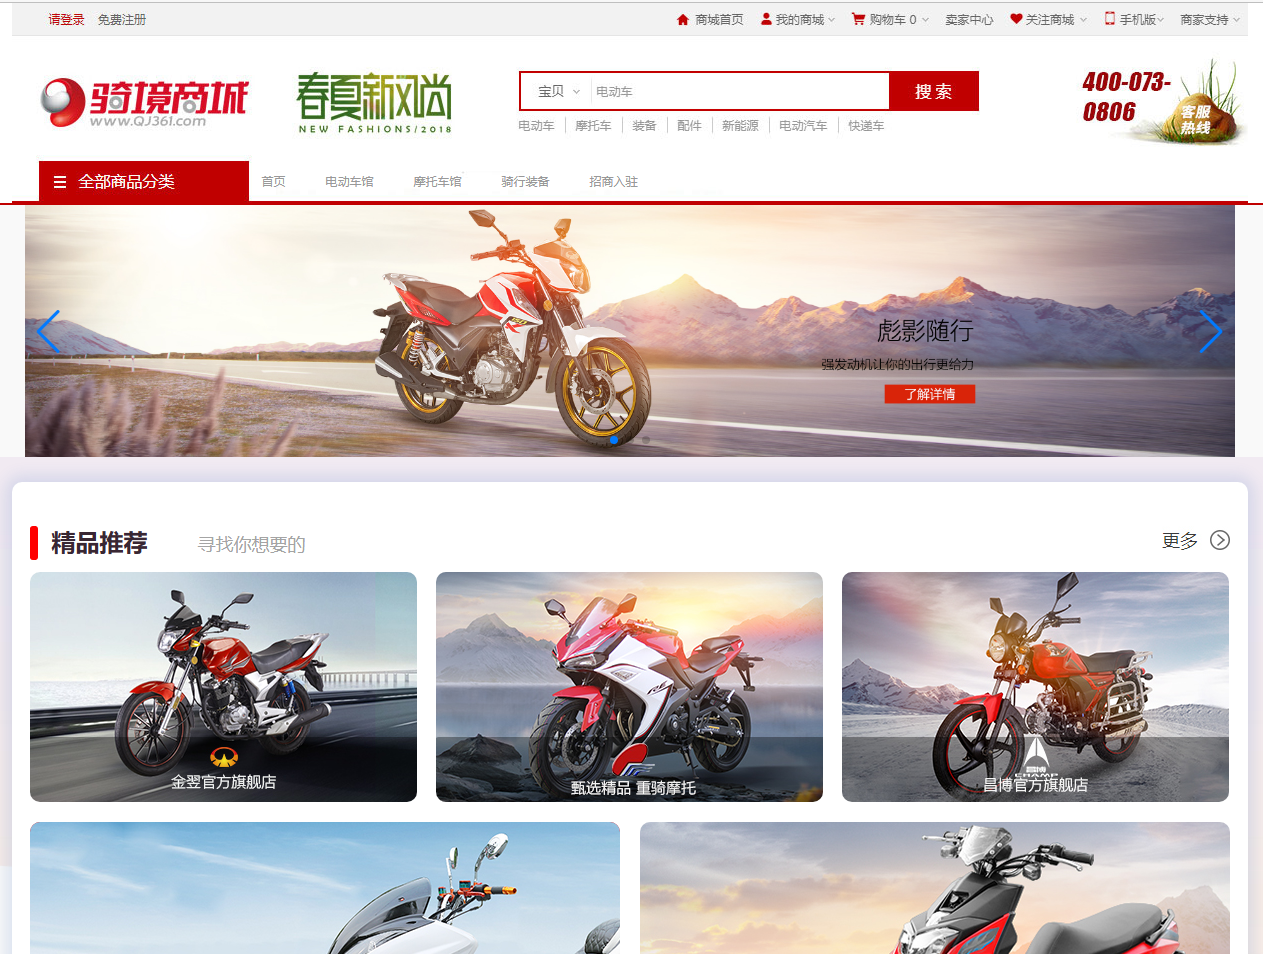 请登录 免费注册 商城首页 我的商城 购物车 0 卖家中心 关注商城 手机版 商家支持
骑境商城
www.QJ361.com
春夏新风尚
NEW FASHIONS/2018
宝贝 电动车 搜 索
电动车 摩托车 装备 配件 新能源 电动汽车 快递车
400-073-
0806
客服
热线
全部商品分类 首页 电动车馆 摩托车馆 骑行装备 招商入驻
彪影随行
强发动机让你的出行更给力
了解详情
精品推荐 寻找你想要的 更多
金翌官方旗舰店
甄选精品 重骑摩托
昌博
昌博官方旗舰店